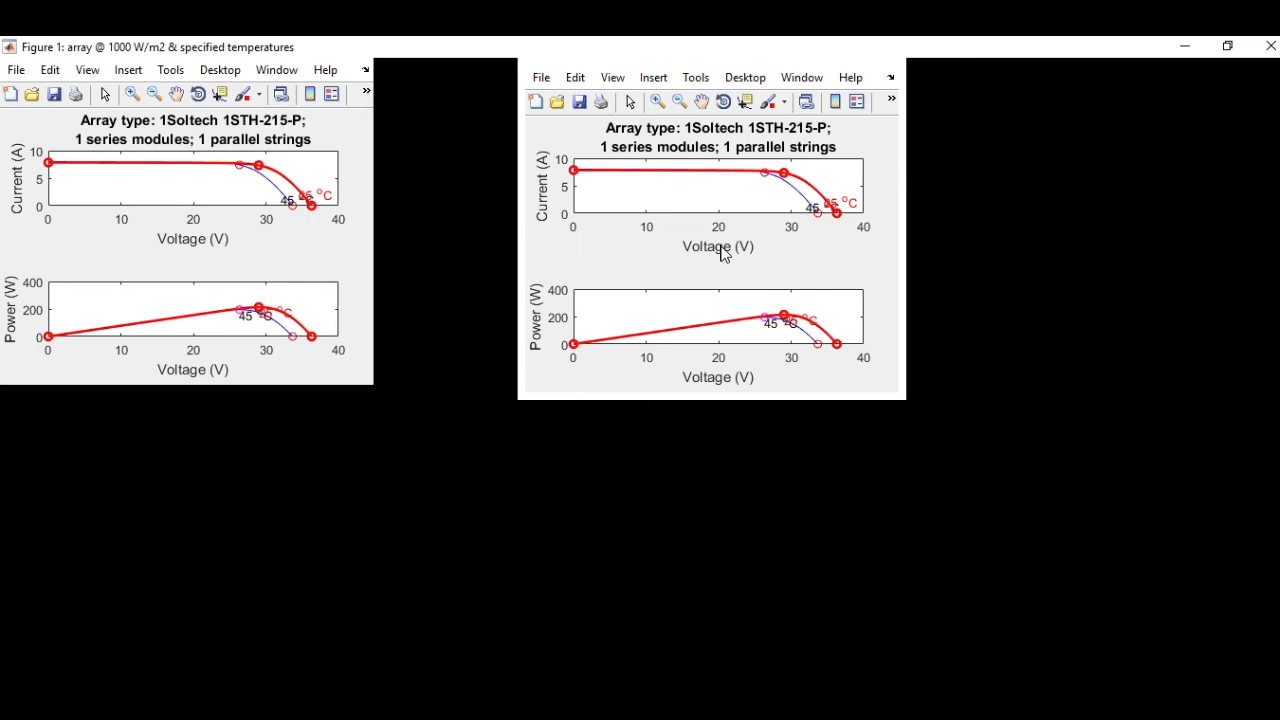 Figure 1: array @ 1000 W/m2 & specified temperatures
File Edit View Insert Tools Desktop Window Help
Array type: 1Soltech 1STH-215-P;
1 series modules; 1 parallel strings
Current (A)
10
5
0
45
25 °C
0 10 20 30 40
Voltage (V)
Power (W)
400
200
0
45
°C
0 10 20 30 40
Voltage (V)
File Edit View Insert Tools Desktop Window Help
Array type: 1Soltech 1STH-215-P;
1 series modules; 1 parallel strings
Current (A)
10
5
0
45
25 °C
0 10 20 30 40
Voltage (V)
Power (W)
400
200
0
45
°C
0 10 20 30 40
Voltage (V)